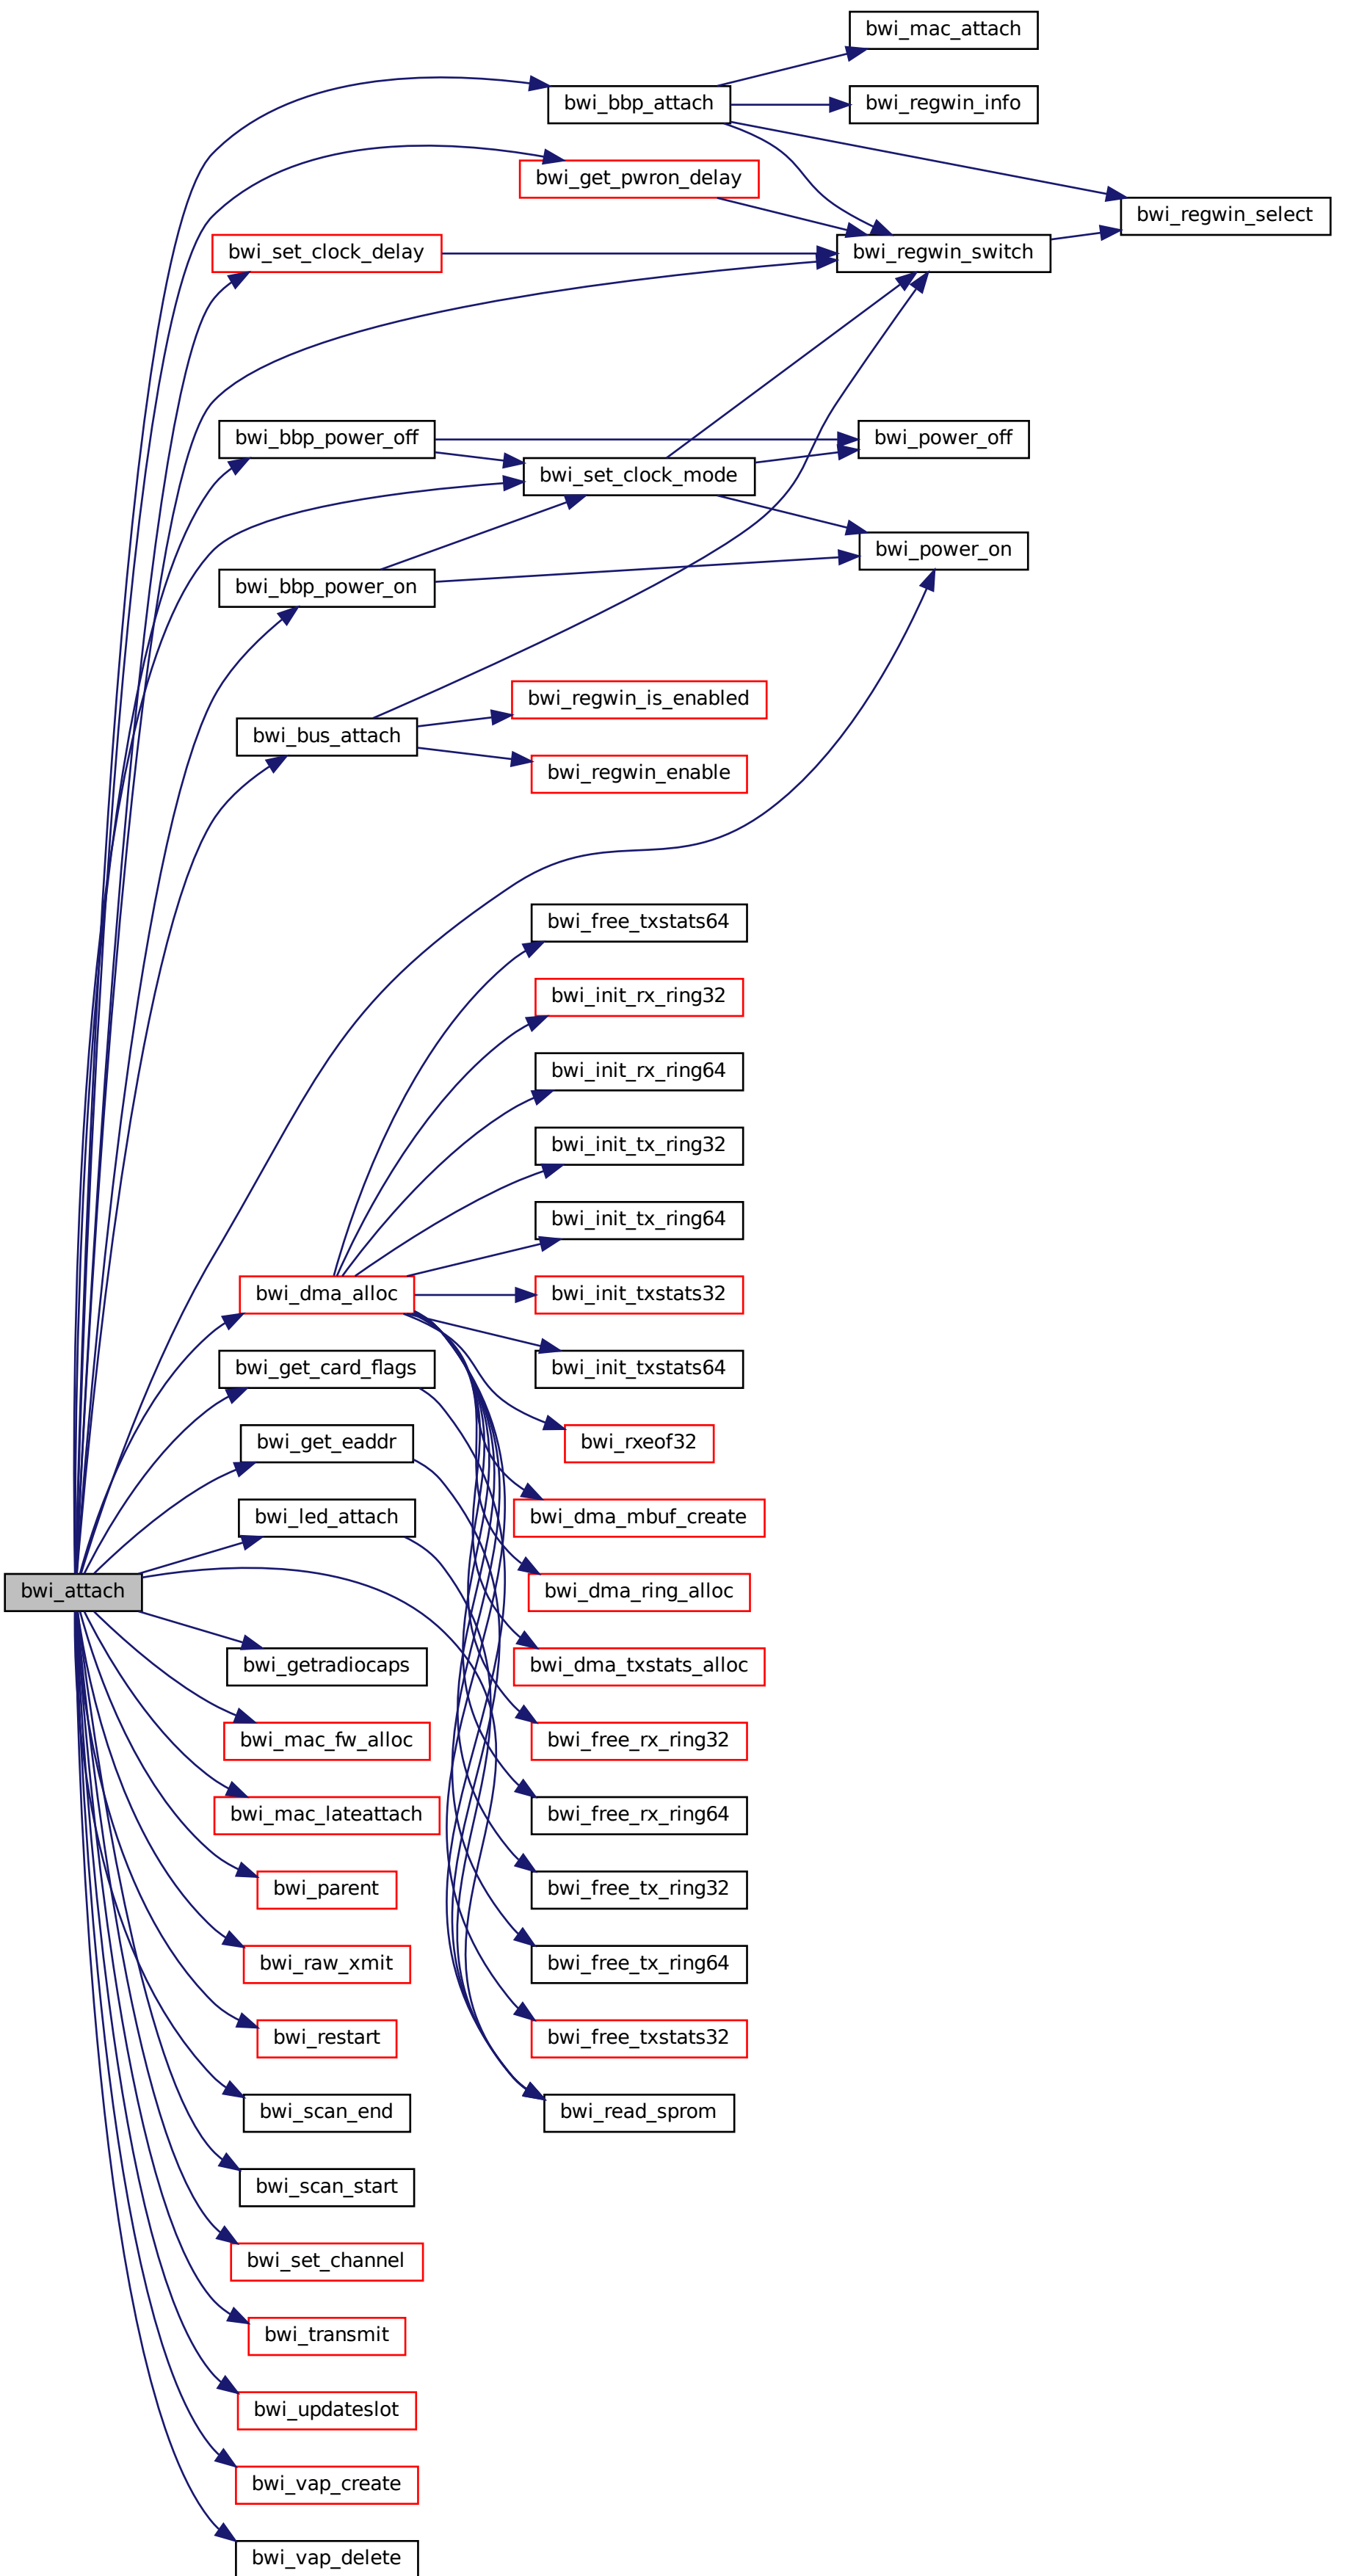 bwi_mac_attach
bwi_bbp_attach
bwi_regwin_info
bwi_get_pwron_delay
bwi_regwin_select
bwi_set_clock_delay
bwi_regwin_switch
bwi_bbp_power_off
bwi_power_off
bwi_set_clock_mode
bwi_power_on
bwi_bbp_power_on
bwi_regwin_is_enabled
bwi_bus_attach
bwi_regwin_enable
bwi_free_txstats64
bwi_init_rx_ring32
bwi_init_rx_ring64
bwi_init_tx_ring32
bwi_init_tx_ring64
bwi_dma_alloc
bwi_init_txstats32
bwi_get_card_flags
bwi_init_txstats64
bwi_get_eaddr
bwi_rxeof32
bwi_led_attach
bwi_dma_mbuf_create
bwi_attach
bwi_dma_ring_alloc
bwi_getradiocaps
bwi_dma_txstats_alloc
bwi_mac_fw_alloc
bwi_free_rx_ring32
bwi_mac_lateattach
bwi_free_rx_ring64
bwi_parent
bwi_free_tx_ring32
bwi_raw_xmit
bwi_free_tx_ring64
bwi_restart
bwi_free_txstats32
bwi_scan_end
bwi_read_sprom
bwi_scan_start
bwi_set_channel
bwi_transmit
bwi_updateslot
bwi_vap_create
bwi_vap_delete